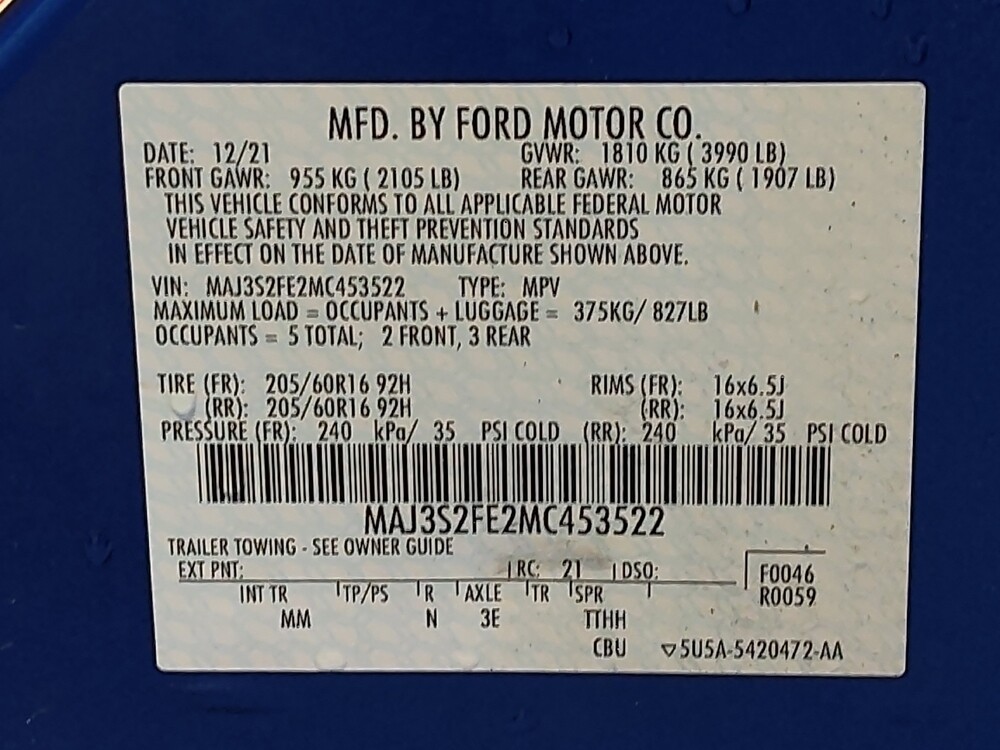 MFD. BY FORD MOTOR CO.
DATE: 12/21 GVWR: 1810 KG ( 3990 LB)
FRONT GAWR: 955 KG ( 2105 LB) REAR GAWR: 865 KG ( 1907 LB)
THIS VEHICLE CONFORMS TO ALL APPLICABLE FEDERAL MOTOR
VEHICLE SAFETY AND THEFT PREVENTION STANDARDS
IN EFFECT ON THE DATE OF MANUFACTURE SHOWN ABOVE.
VIN: MAJ3S2FE2MC453522 TYPE: MPV
MAXIMUM LOAD = OCCUPANTS + LUGGAGE = 375KG/ 827LB
OCCUPANTS = 5 TOTAL; 2 FRONT, 3 REAR
TIRE (FR): 205/60R16 92H RIMS (FR): 16x6.5J
(RR): 205/60R16 92H (RR): 16x6.5J
PRESSURE (FR): 240 kPa/ 35 PSI COLD (RR): 240 kPa/ 35 PSI COLD
MAJ3S2FE2MC453522
TRAILER TOWING - SEE OWNER GUIDE
EXT PNT: RC: 21 DSO: F0046
INT TR TP/PS R AXLE TR SPR R0059
MM N 3E TTHH
CBU ▽5U5A-5420472-AA